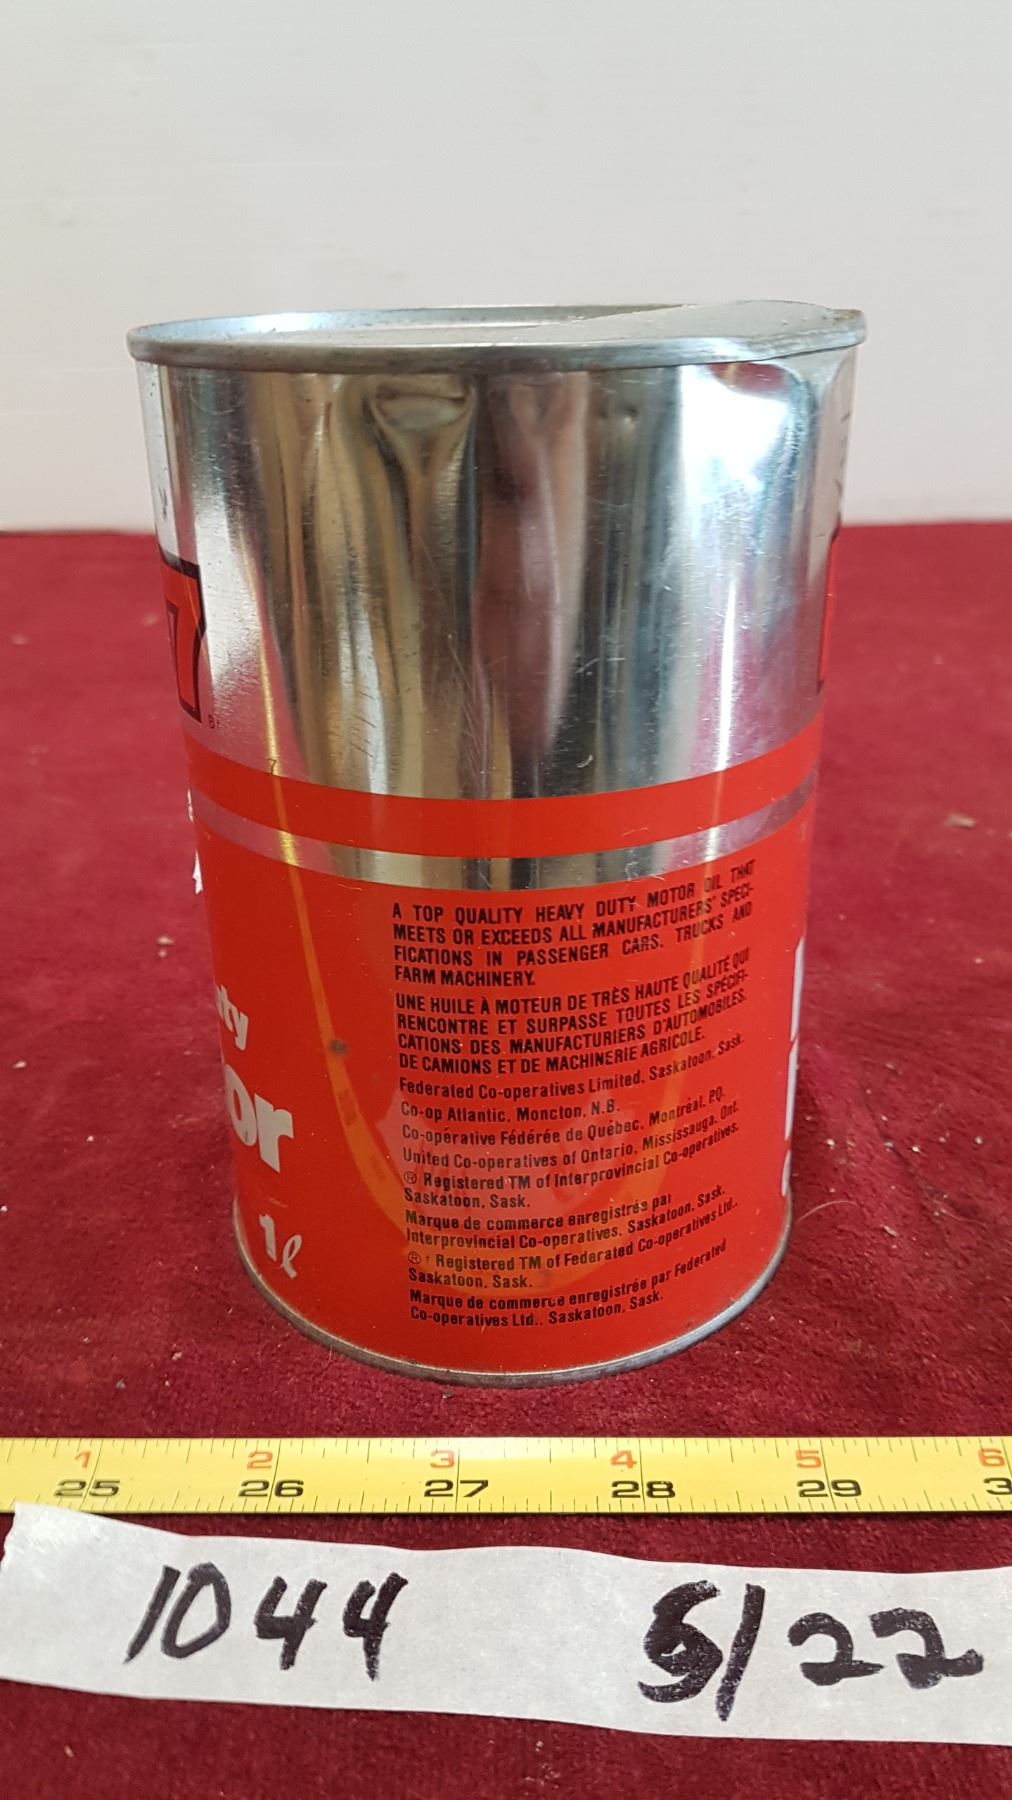 A TOP QUALITY HEAVY DUTY MOTOR OIL THAT
MEETS OR EXCEEDS ALL MANUFACTURERS' SPECI-
FICATIONS IN PASSENGER CARS, TRUCKS AND
FARM MACHINERY.
UNE HUILE À MOTEUR DE TRÈS HAUTE QUALITÉ QUI
RENCONTRE ET SURPASSE TOUTES LES SPÉCIFI-
CATIONS DES MANUFACTURIERS D'AUTOMOBILES,
DE CAMIONS ET DE MACHINERIE AGRICOLE.
Federated Co-operatives Limited, Saskatoon, Sask.
Co-op Atlantic, Moncton, N.B.
Co-opérative Fédérée de Québec, Montréal, P.Q.
United Co-operatives of Ontario, Mississauga, Ont.
® Registered TM of Interprovincial Co-operatives,
Saskatoon, Sask.
Marque de commerce enregistrée par
Interprovincial Co-operatives, Saskatoon, Sask.
® † Registered TM of Federated Co-operatives Ltd.,
Saskatoon, Sask.
Marque de commerce enregistrée par Federated
Co-operatives Ltd., Saskatoon, Sask.
ty
or
1ℓ
®
1 2 3 4 5 6
25 26 27 28 29 3
1044 5/22